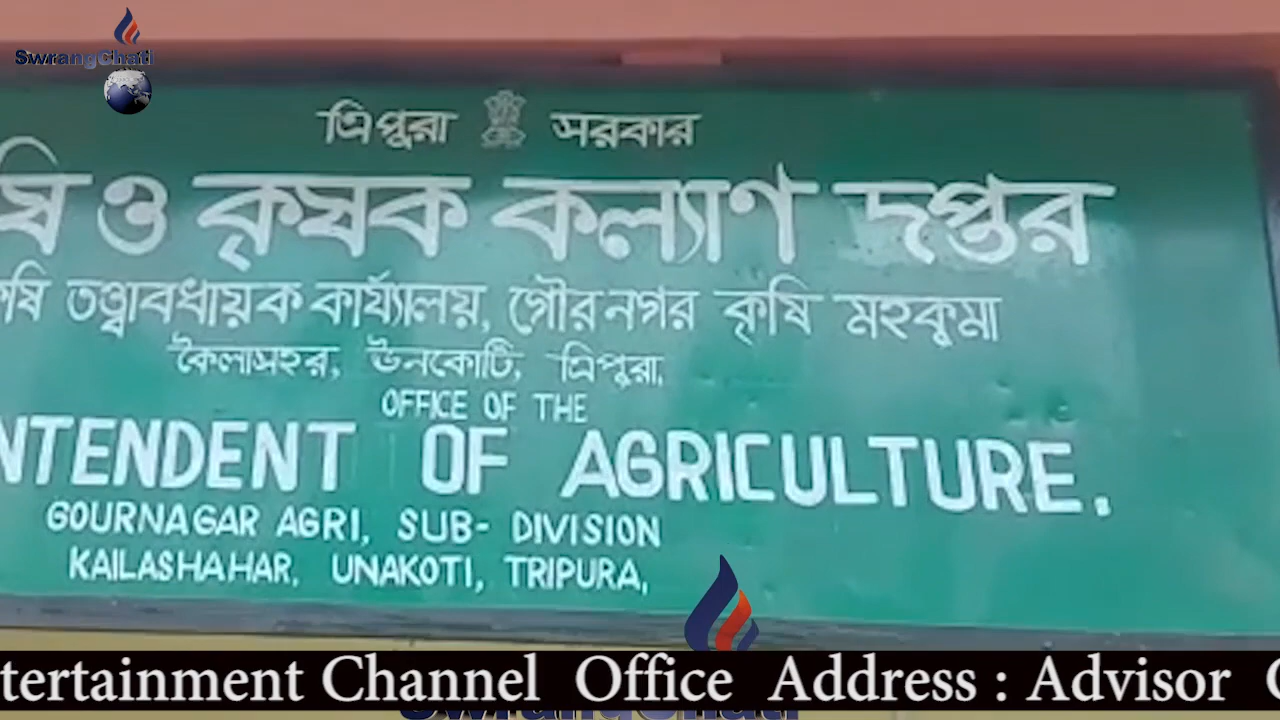 SwrangChati
ত্রিপুরা সরকার
ষি ও কৃষক কল্যাণ দপ্তর
কৃষি তত্ত্বাবধায়ক কার্য্যালয়, গৌরনগর কৃষি মহকুমা
কৈলাসহর, ঊনকোটি, ত্রিপুরা,
OFFICE OF THE
NTENDENT OF AGRICULTURE.
GOURNAGAR AGRI, SUB- DIVISION
KAILASHAHAR, UNAKOTI, TRIPURA,
tertainment Channel Office Address : Advisor